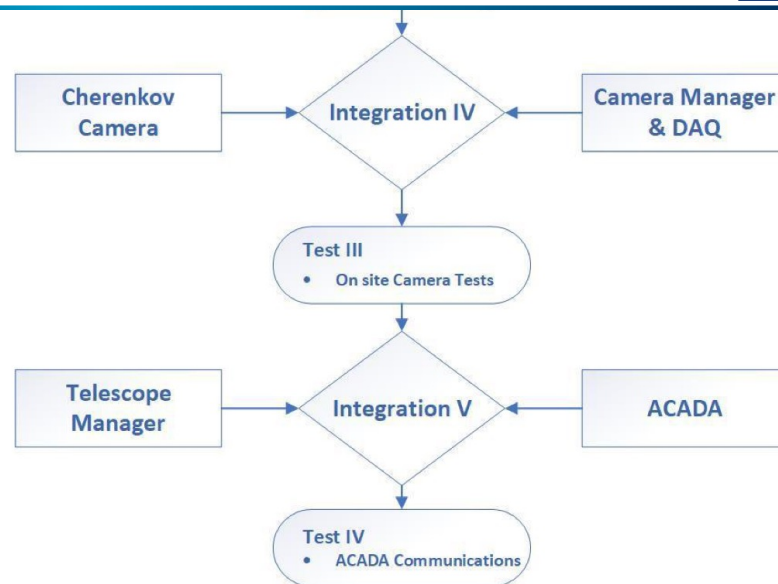 Cherenkov
Camera
Integration IV
Camera Manager
& DAQ
Test III
• On site Camera Tests
Telescope
Manager
Integration V
ACADA
Test IV
• ACADA Communications